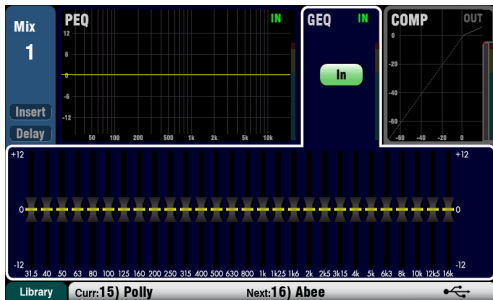 Mix
1
Insert
Delay
PEQ IN
12
6
0
-6
-12
50 100 200 500 1k 2k 5k 10k
GEQ IN
In
COMP OUT
0
-20
-40
-60
-60 -40 -20 0
+12 +12
0 0
-12 -12
31.5 40 50 63 80 100 125 160 200 250 315 400 500 630 800 1k 1k25 1k6 2k 2k5 3k15 4k 5k 6k3 8k 10k 12k5 16k
Library Curr:15) Polly Next:16) Abee